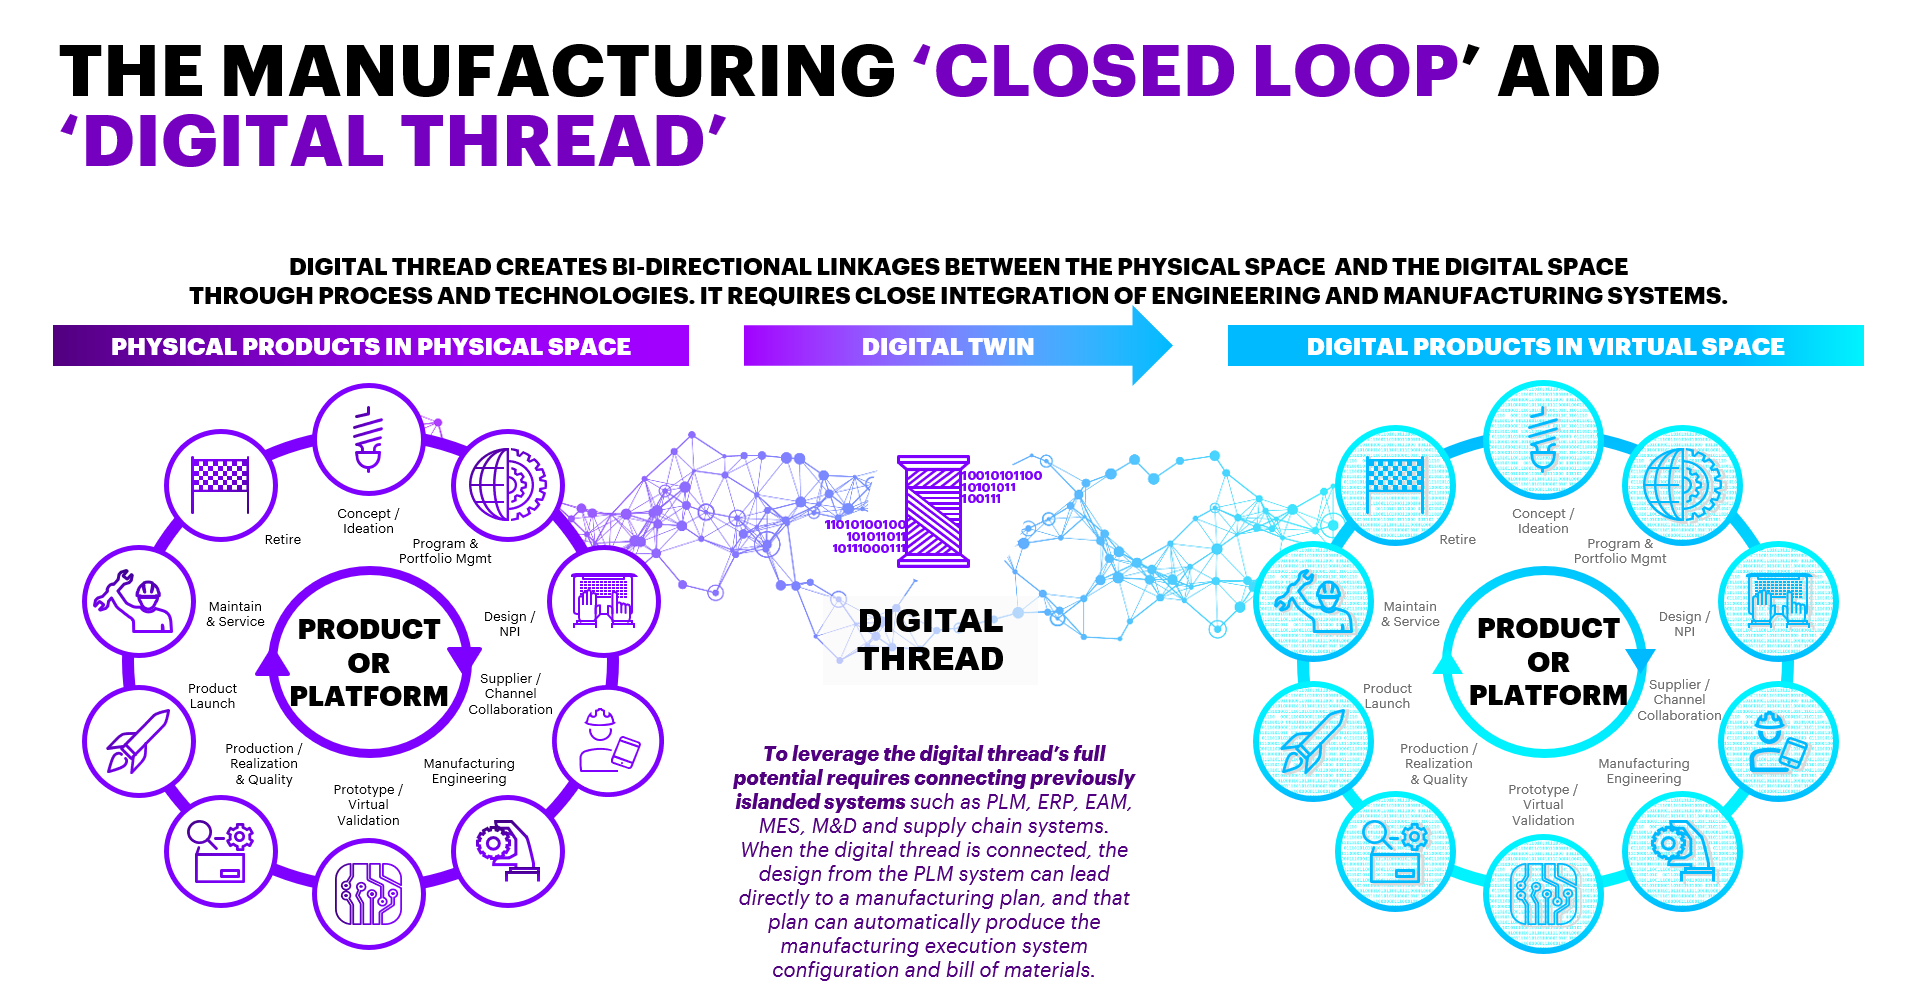 THE MANUFACTURING ‘CLOSED LOOP’ AND
‘DIGITAL THREAD’
DIGITAL THREAD CREATES BI-DIRECTIONAL LINKAGES BETWEEN THE PHYSICAL SPACE AND THE DIGITAL SPACE
THROUGH PROCESS AND TECHNOLOGIES. IT REQUIRES CLOSE INTEGRATION OF ENGINEERING AND MANUFACTURING SYSTEMS.
PHYSICAL PRODUCTS IN PHYSICAL SPACE
DIGITAL TWIN
DIGITAL PRODUCTS IN VIRTUAL SPACE
Concept /
Ideation
Program &
Portfolio Mgmt
Design /
NPI
Supplier /
Channel
Collaboration
Manufacturing
Engineering
Prototype /
Virtual
Validation
Production /
Realization
& Quality
Product
Launch
Maintain
& Service
Retire
PRODUCT
OR
PLATFORM
10010101100
10101011
100111
11010100100
101011011
10111000111
DIGITAL
THREAD
To leverage the digital thread’s full
potential requires connecting previously
islanded systems such as PLM, ERP, EAM,
MES, M&D and supply chain systems.
When the digital thread is connected, the
design from the PLM system can lead
directly to a manufacturing plan, and that
plan can automatically produce the
manufacturing execution system
configuration and bill of materials.
Concept /
Ideation
Program &
Portfolio Mgmt
Design /
NPI
Supplier /
Channel
Collaboration
Manufacturing
Engineering
Prototype /
Virtual
Validation
Production /
Realization
& Quality
Product
Launch
Maintain
& Service
Retire
PRODUCT
OR
PLATFORM